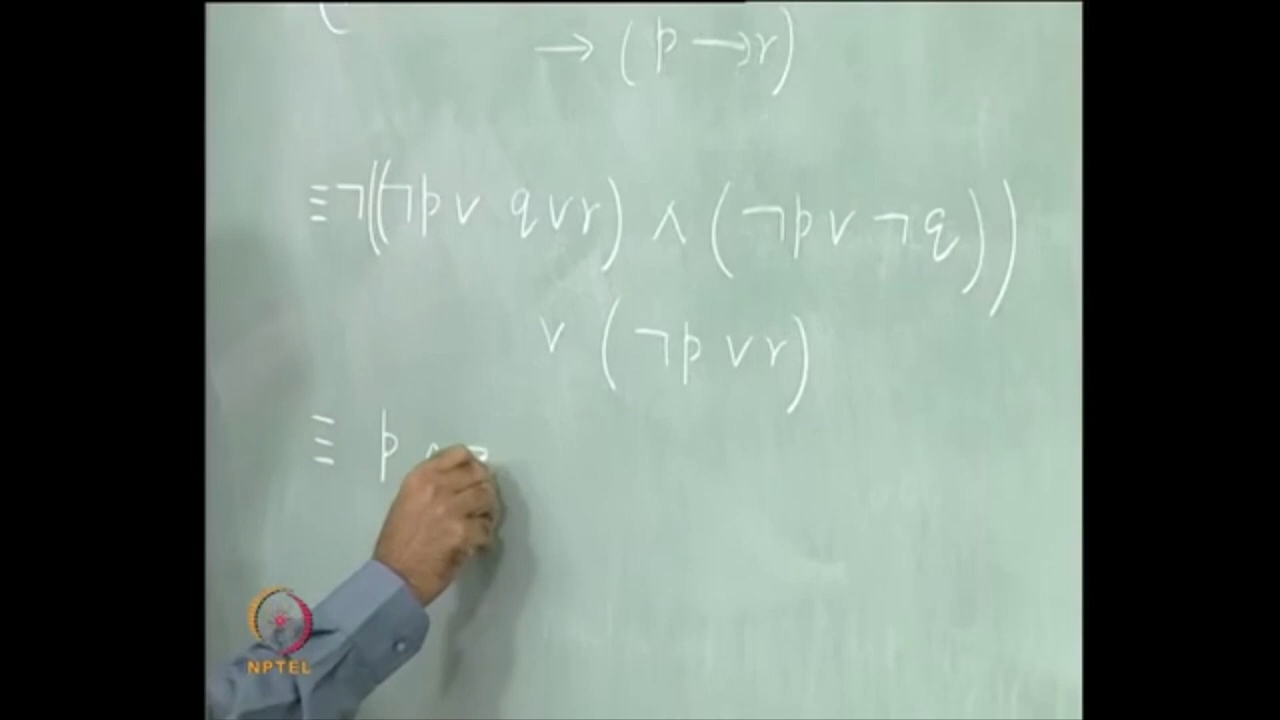 (
→ (p → r)
≡ ¬((¬p ∨ q ∨ r) ∧ (¬p ∨ ¬q))
∨ (¬p ∨ r)
≡ p ∧ ¬
NPTEL